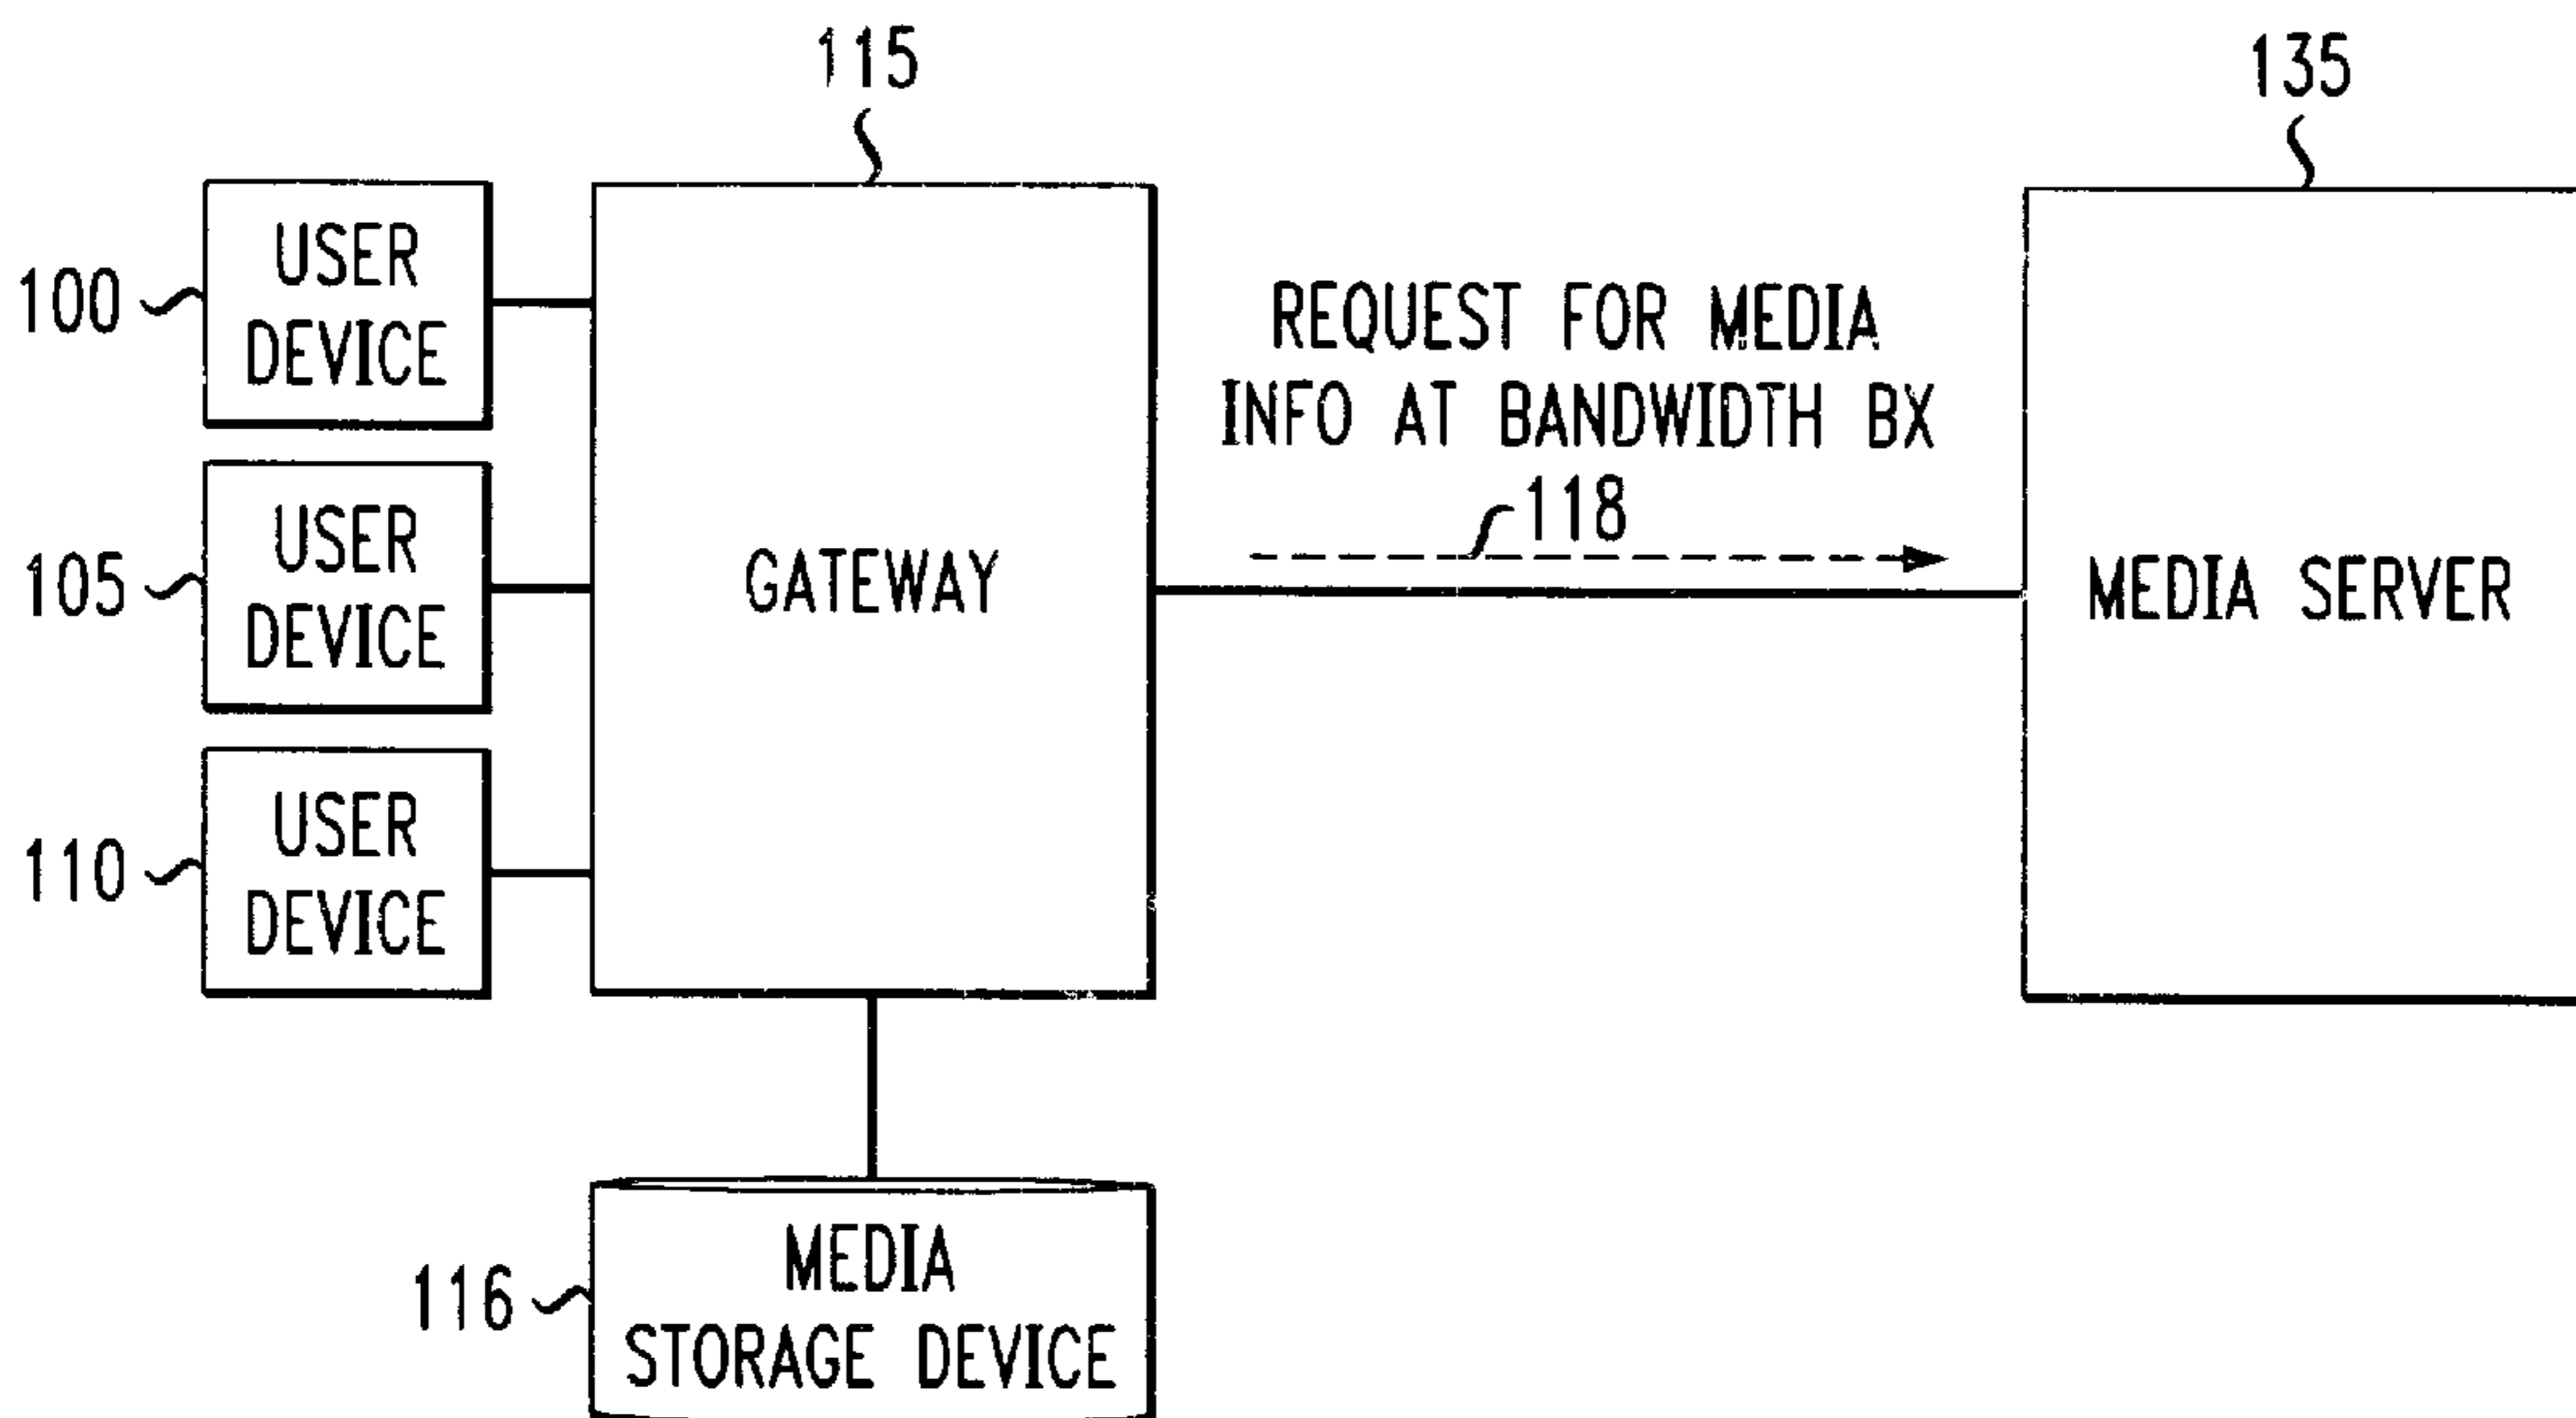 115
135
100
USER
DEVICE
REQUEST FOR MEDIA
INFO AT BANDWIDTH BX
118
105
USER
DEVICE
GATEWAY
MEDIA SERVER
110
USER
DEVICE
116
MEDIA
STORAGE DEVICE